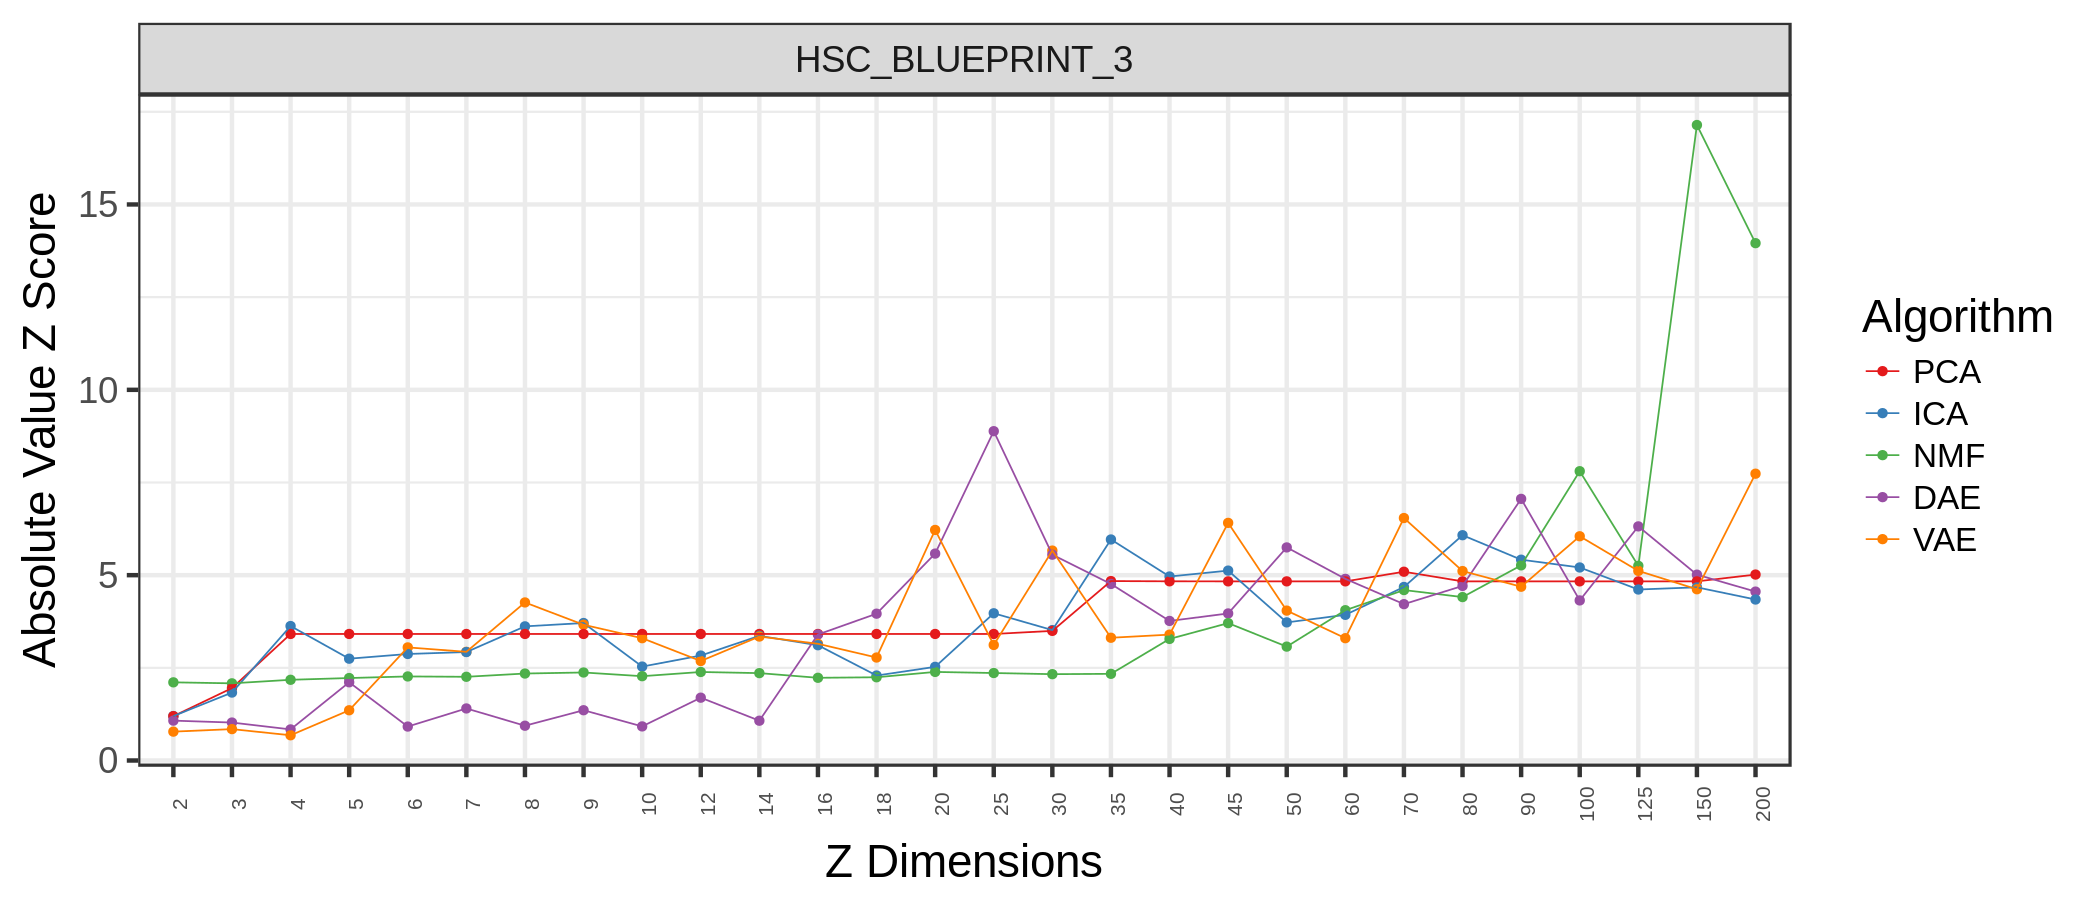 HSC_BLUEPRINT_3
Absolute Value Z Score
15
10
5
0
2 3 4 5 6 7 8 9 10 12 14 16 18 20 25 30 35 40 45 50 60 70 80 90 100 125 150 200
Z Dimensions
Algorithm
PCA
ICA
NMF
DAE
VAE